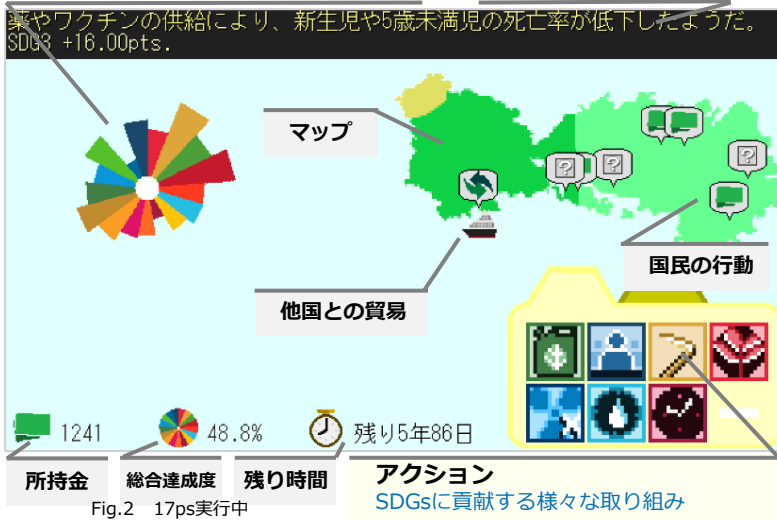 薬やワクチンの供給により、新生児や5歳未満児の死亡率が低下したようだ。
SDG3 +16.00pts.
マップ
国民の行動
他国との貿易
1241
48.8%
残り5年86日
所持金
総合達成度
残り時間
アクション
SDGsに貢献する様々な取り組み
Fig.2 17ps実行中